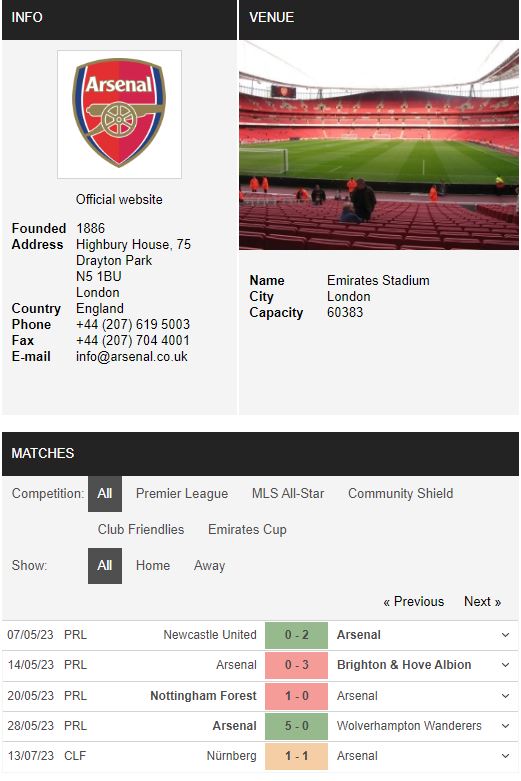 INFO
Arsenal
Official website
Founded 1886
Address Highbury House, 75
Drayton Park
N5 1BU
London
Country England
Phone +44 (207) 619 5003
Fax +44 (207) 704 4001
E-mail info@arsenal.co.uk
VENUE
Name Emirates Stadium
City London
Capacity 60383
MATCHES
Competition: All Premier League MLS All-Star Community Shield
Club Friendlies Emirates Cup
Show: All Home Away
« Previous Next »
07/05/23 PRL Newcastle United 0 - 2 Arsenal
14/05/23 PRL Arsenal 0 - 3 Brighton & Hove Albion
20/05/23 PRL Nottingham Forest 1 - 0 Arsenal
28/05/23 PRL Arsenal 5 - 0 Wolverhampton Wanderers
13/07/23 CLF Nürnberg 1 - 1 Arsenal